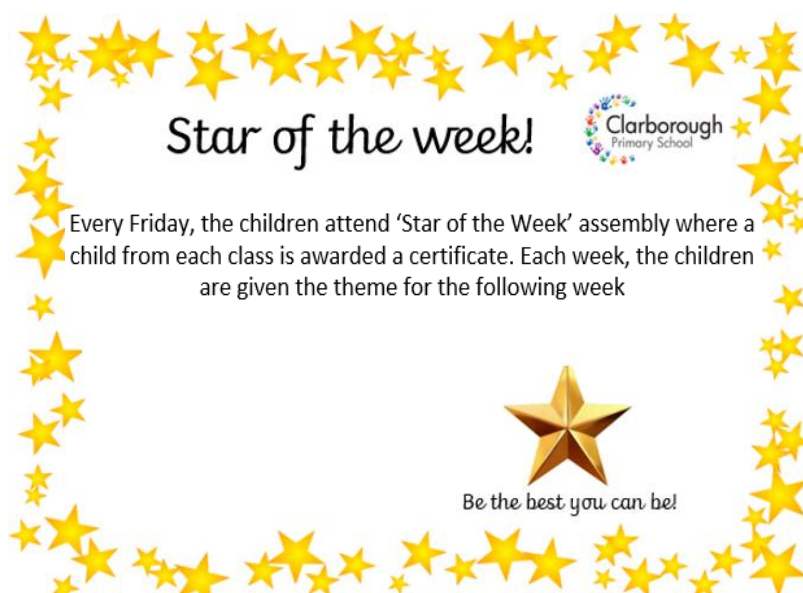 Star of the week!
Clarborough
Primary School
Every Friday, the children attend ‘Star of the Week’ assembly where a
child from each class is awarded a certificate. Each week, the children
are given the theme for the following week
Be the best you can be!